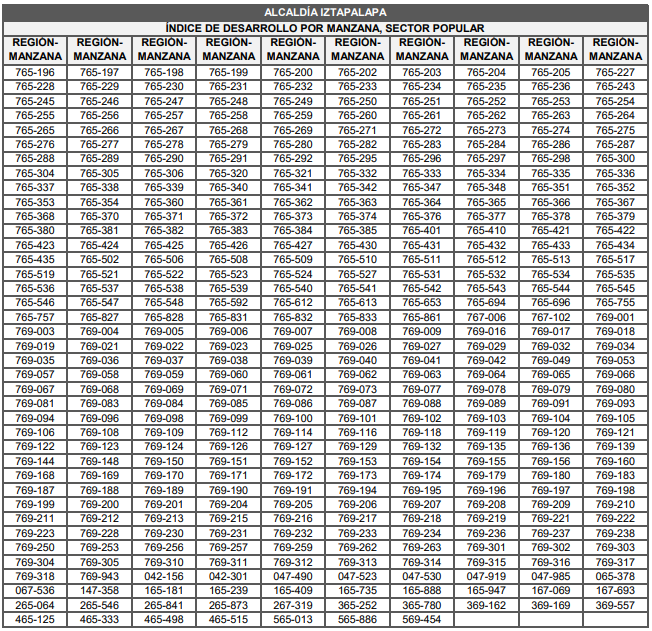 ALCALDÍA IZTAPALAPA
ÍNDICE DE DESARROLLO POR MANZANA, SECTOR POPULAR
REGIÓN- REGIÓN- REGIÓN- REGIÓN- REGIÓN- REGIÓN- REGIÓN- REGIÓN- REGIÓN- REGIÓN-
MANZANA MANZANA MANZANA MANZANA MANZANA MANZANA MANZANA MANZANA MANZANA MANZANA
765-196 765-197 765-198 765-199 765-200 765-202 765-203 765-204 765-205 765-227
765-228 765-229 765-230 765-231 765-232 765-233 765-234 765-235 765-236 765-243
765-245 765-246 765-247 765-248 765-249 765-250 765-251 765-252 765-253 765-254
765-255 765-256 765-257 765-258 765-259 765-260 765-261 765-262 765-263 765-264
765-265 765-266 765-267 765-268 765-269 765-271 765-272 765-273 765-274 765-275
765-276 765-277 765-278 765-279 765-280 765-282 765-283 765-284 765-286 765-287
765-288 765-289 765-290 765-291 765-292 765-295 765-296 765-297 765-298 765-300
765-304 765-305 765-306 765-320 765-321 765-332 765-333 765-334 765-335 765-336
765-337 765-338 765-339 765-340 765-341 765-342 765-347 765-348 765-351 765-352
765-353 765-354 765-360 765-361 765-362 765-363 765-364 765-365 765-366 765-367
765-368 765-370 765-371 765-372 765-373 765-374 765-376 765-377 765-378 765-379
765-380 765-381 765-382 765-383 765-384 765-385 765-401 765-410 765-421 765-422
765-423 765-424 765-425 765-426 765-427 765-430 765-431 765-432 765-433 765-434
765-435 765-502 765-506 765-508 765-509 765-510 765-511 765-512 765-513 765-517
765-519 765-521 765-522 765-523 765-524 765-527 765-531 765-532 765-534 765-535
765-536 765-537 765-538 765-539 765-540 765-541 765-542 765-543 765-544 765-545
765-546 765-547 765-548 765-592 765-612 765-613 765-653 765-694 765-696 765-755
765-757 765-827 765-828 765-831 765-832 765-833 765-861 767-006 767-102 769-001
769-003 769-004 769-005 769-006 769-007 769-008 769-009 769-016 769-017 769-018
769-019 769-021 769-022 769-023 769-025 769-026 769-027 769-029 769-032 769-034
769-035 769-036 769-037 769-038 769-039 769-040 769-041 769-042 769-049 769-053
769-057 769-058 769-059 769-060 769-061 769-062 769-063 769-064 769-065 769-066
769-067 769-068 769-069 769-071 769-072 769-073 769-077 769-078 769-079 769-080
769-081 769-083 769-084 769-085 769-086 769-087 769-088 769-089 769-091 769-093
769-094 769-096 769-098 769-099 769-100 769-101 769-102 769-103 769-104 769-105
769-106 769-108 769-109 769-112 769-114 769-116 769-118 769-119 769-120 769-121
769-122 769-123 769-124 769-126 769-127 769-129 769-132 769-135 769-136 769-139
769-144 769-148 769-150 769-151 769-152 769-153 769-154 769-155 769-156 769-160
769-168 769-169 769-170 769-171 769-172 769-173 769-174 769-179 769-180 769-183
769-187 769-188 769-189 769-190 769-191 769-194 769-195 769-196 769-197 769-198
769-199 769-200 769-201 769-204 769-205 769-206 769-207 769-208 769-209 769-210
769-211 769-212 769-213 769-215 769-216 769-217 769-218 769-219 769-221 769-222
769-223 769-228 769-230 769-231 769-232 769-233 769-234 769-236 769-237 769-238
769-250 769-253 769-256 769-257 769-259 769-262 769-263 769-301 769-302 769-303
769-304 769-305 769-310 769-311 769-312 769-313 769-314 769-315 769-316 769-317
769-318 769-943 042-156 042-301 047-490 047-523 047-530 047-919 047-985 065-378
067-536 147-358 165-181 165-239 165-409 165-735 165-888 165-947 167-069 167-693
265-064 265-546 265-841 265-873 267-319 365-252 365-780 369-162 369-169 369-557
465-125 465-333 465-498 465-515 565-013 565-886 569-454